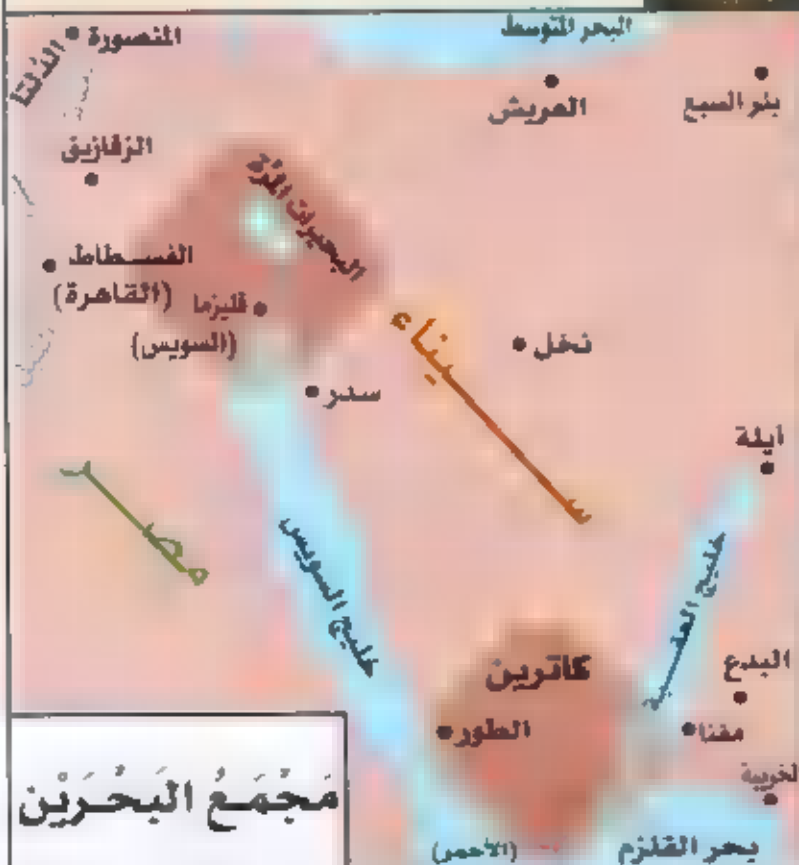 البحر المتوسط
المنصورة
الدلتا
العريش
بئر السبع
الزقازيق
البحيرات المرة
الفسطاط
(القاهرة)
قليزما
(السويس)
سيناء
نخل
سدر
أيلة
مصر
خليج السويس
خليج العقبة
كاترين
البدع
الطور
مقنا
الخريبة
مَجْمَعُ البَحْرَيْن
بحر القلزم
(الأحمر)